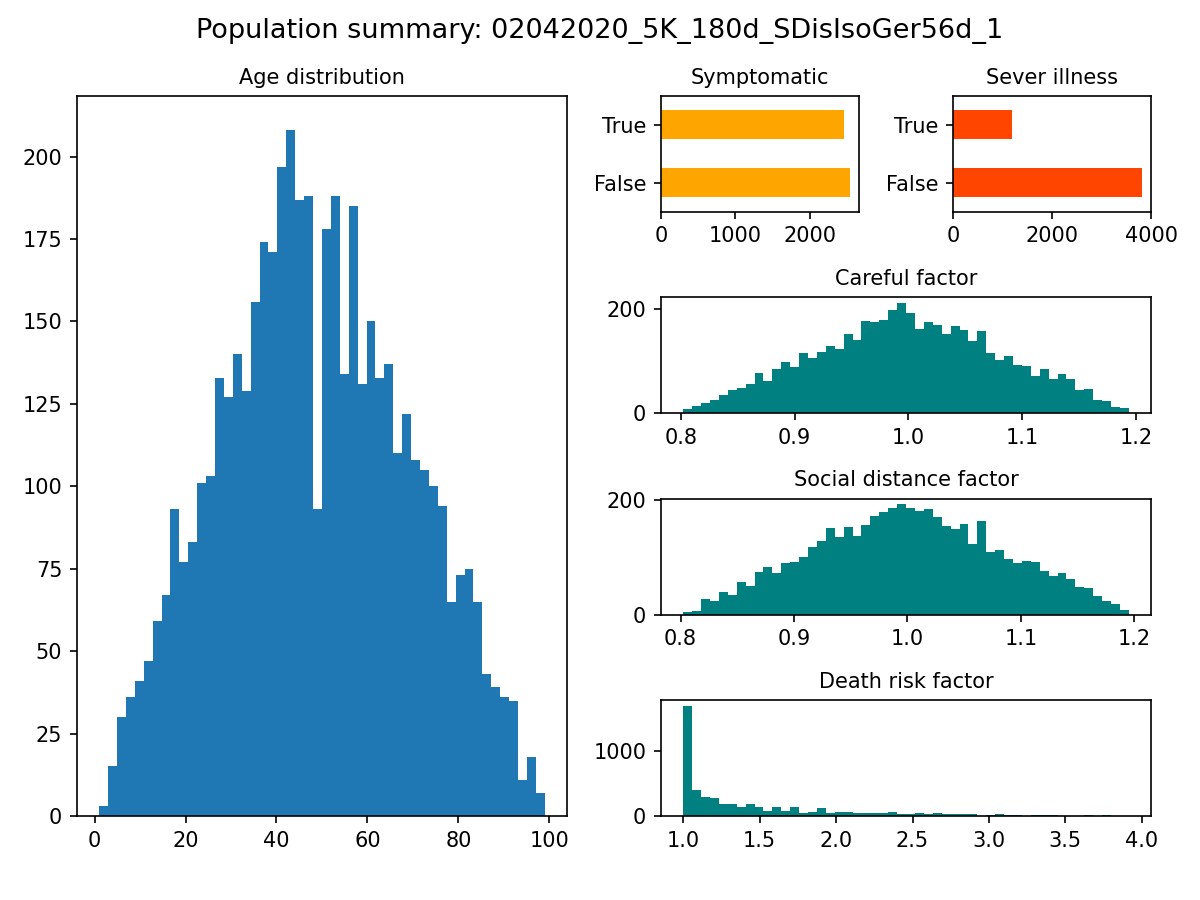 Population summary: 02042020_5K_180d_SDisIsoGer56d_1
Age distribution
200
175
150
125
100
75
50
25
0
0 20 40 60 80 100
Symptomatic
True
False
0 1000 2000
Sever illness
True
False
0 2000 4000
Careful factor
200
0
0.8 0.9 1.0 1.1 1.2
Social distance factor
200
0
0.8 0.9 1.0 1.1 1.2
Death risk factor
1000
0
1.0 1.5 2.0 2.5 3.0 3.5 4.0